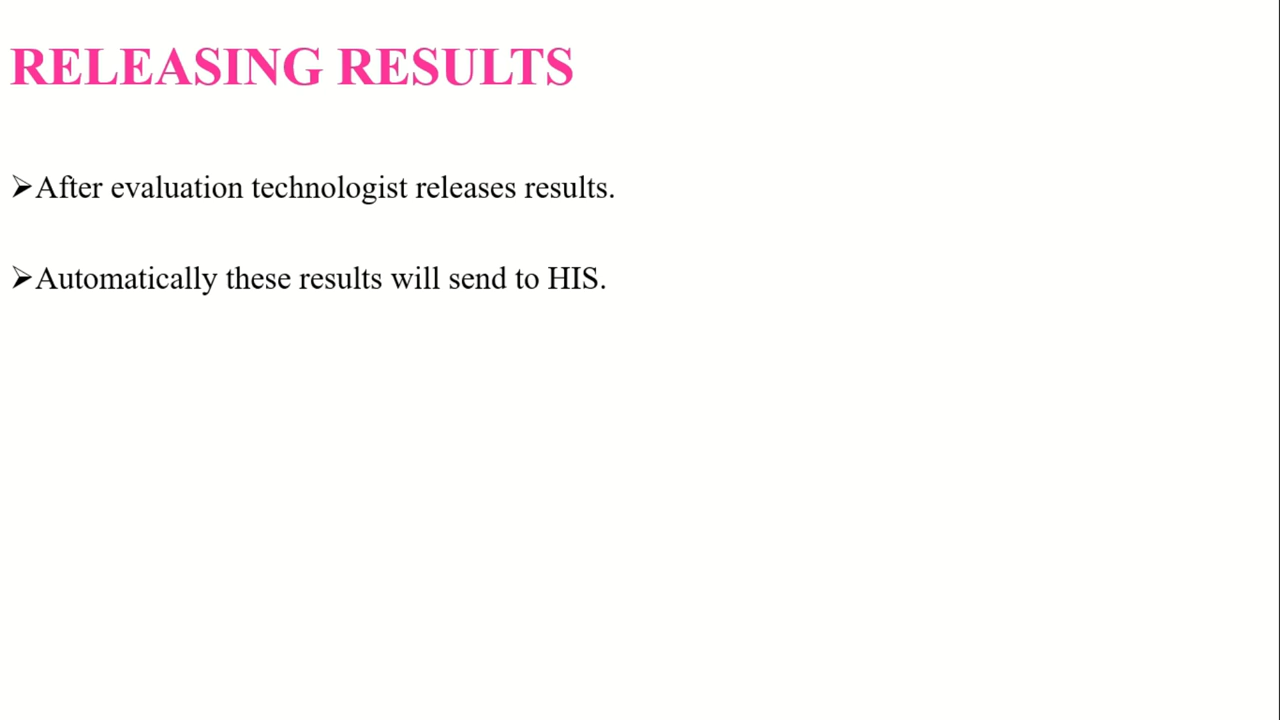 RELEASING RESULTS
➢After evaluation technologist releases results.
➢Automatically these results will send to HIS.